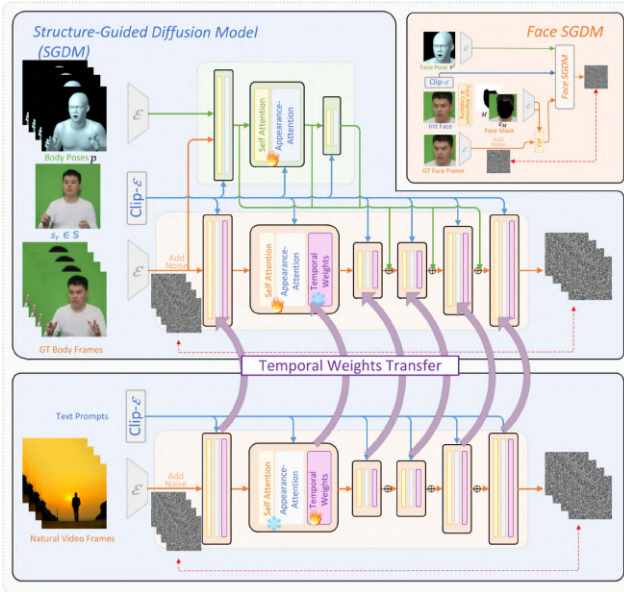 Structure-Guided Diffusion Model
(SGDM)
Face SGDM
Face Pose
Clip-ℰ
Init Face
GT Face Frame
Face Mask
M
Add Noise
Face SGDM
ℰ
Body Poses p
Self Attention
Appearance-Attention
s_r ∈ 𝕊
Clip-ℰ
GT Body Frames
ℰ
Add Noise
Self Attention
Appearance-Attention
Temporal Weights
Temporal Weights Transfer
Text Prompts
Clip-ℰ
Natural Video Frames
ℰ
Add Noise
Self Attention
Appearance-Attention
Temporal Weights